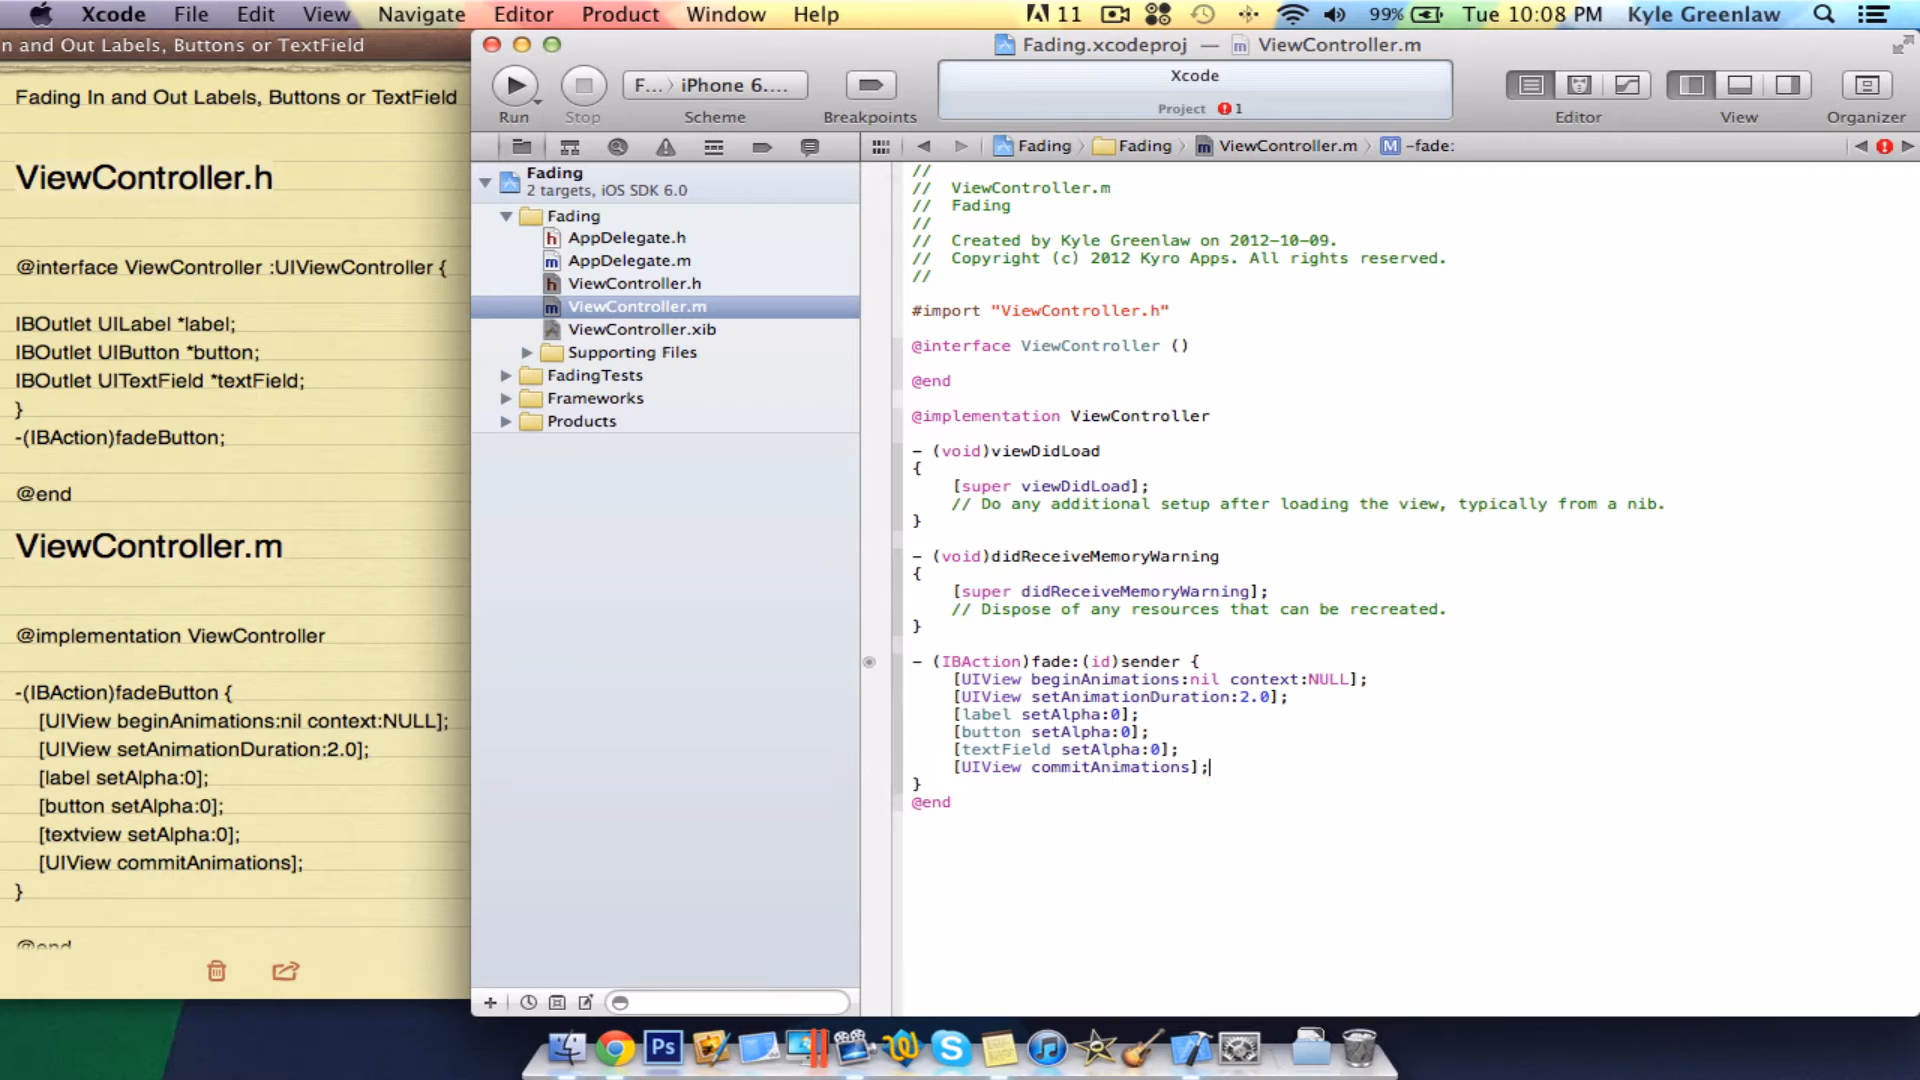 Xcode File Edit View Navigate Editor Product Window Help 11 99% Tue 10:08 PM Kyle Greenlaw
n and Out Labels, Buttons or TextField
Fading In and Out Labels, Buttons or TextField
ViewController.h
@interface ViewController :UIViewController {
IBOutlet UILabel *label;
IBOutlet UIButton *button;
IBOutlet UITextField *textField;
}
-(IBAction)fadeButton;
@end
ViewController.m
@implementation ViewController
-(IBAction)fadeButton {
[UIView beginAnimations:nil context:NULL];
[UIView setAnimationDuration:2.0];
[label setAlpha:0];
[button setAlpha:0];
[textview setAlpha:0];
[UIView commitAnimations];
}
@end
Fading.xcodeproj — ViewController.m
F... iPhone 6....
Xcode
Project 1
Run Stop Scheme Breakpoints Editor View Organizer
Fading Fading ViewController.m M -fade:
Fading
2 targets, iOS SDK 6.0
Fading
h AppDelegate.h
m AppDelegate.m
h ViewController.h
m ViewController.m
ViewController.xib
Supporting Files
FadingTests
Frameworks
Products
//
// ViewController.m
// Fading
//
// Created by Kyle Greenlaw on 2012-10-09.
// Copyright (c) 2012 Kyro Apps. All rights reserved.
//
#import "ViewController.h"
@interface ViewController ()
@end
@implementation ViewController
- (void)viewDidLoad
{
[super viewDidLoad];
// Do any additional setup after loading the view, typically from a nib.
}
- (void)didReceiveMemoryWarning
{
[super didReceiveMemoryWarning];
// Dispose of any resources that can be recreated.
}
- (IBAction)fade:(id)sender {
[UIView beginAnimations:nil context:NULL];
[UIView setAnimationDuration:2.0];
[label setAlpha:0];
[button setAlpha:0];
[textField setAlpha:0];
[UIView commitAnimations];
}
@end
Ps